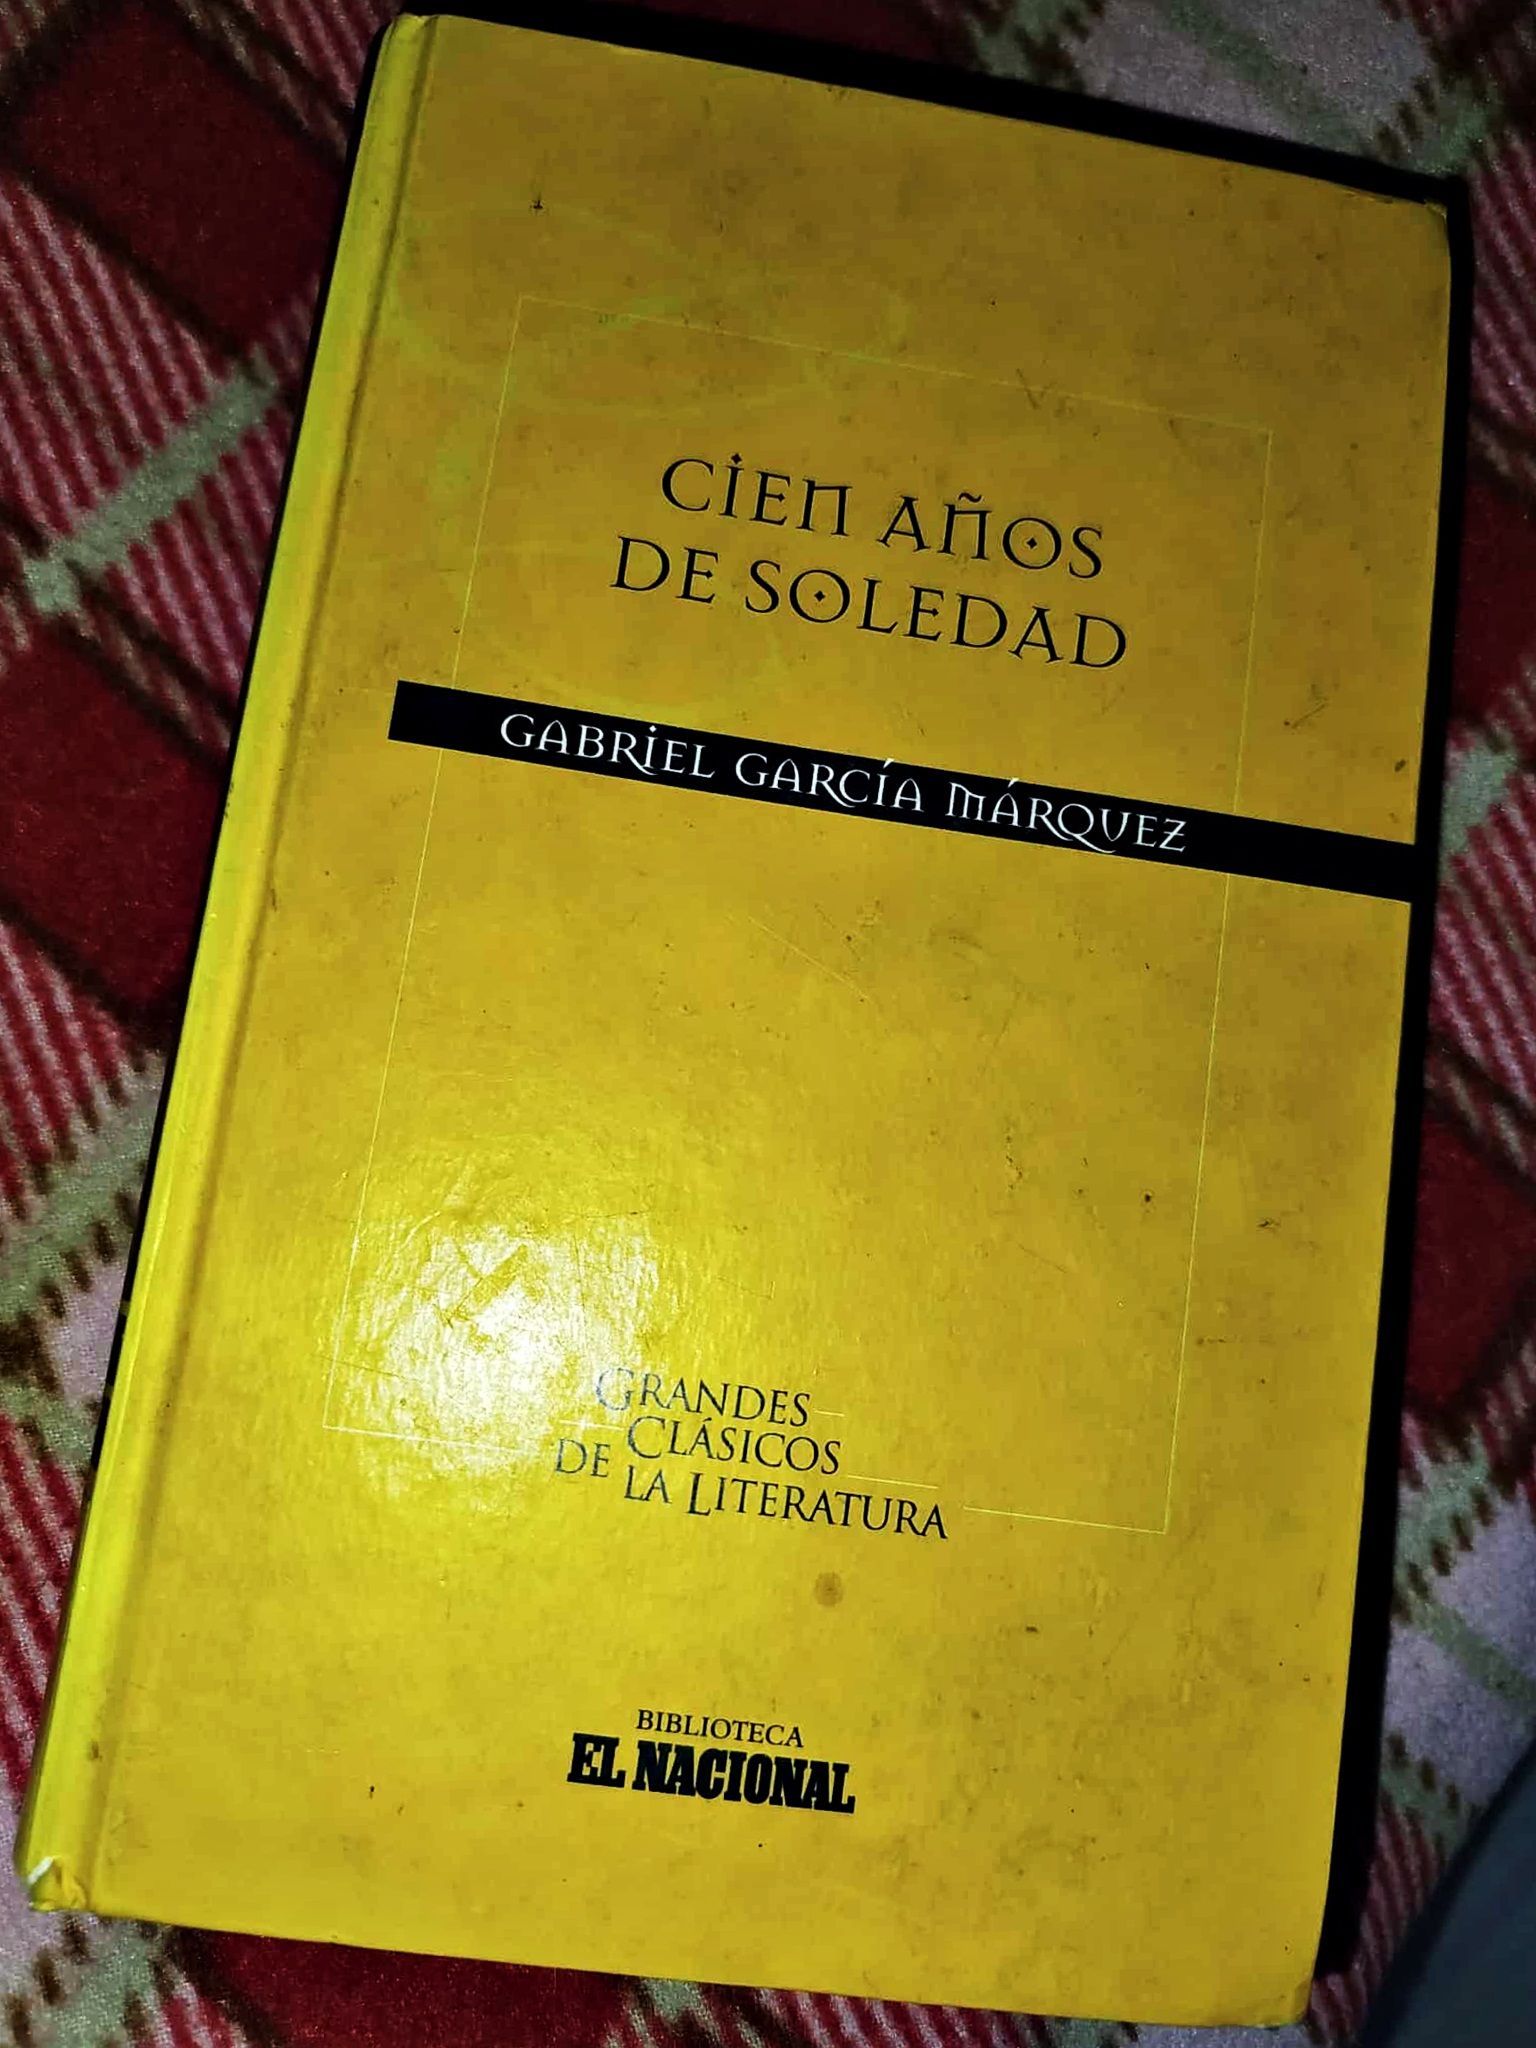 CIEN AÑOS
DE SOLEDAD
GABRIEL GARCÍA MÁRQUEZ
GRANDES
CLÁSICOS
DE LA LITERATURA
BIBLIOTECA
EL NACIONAL